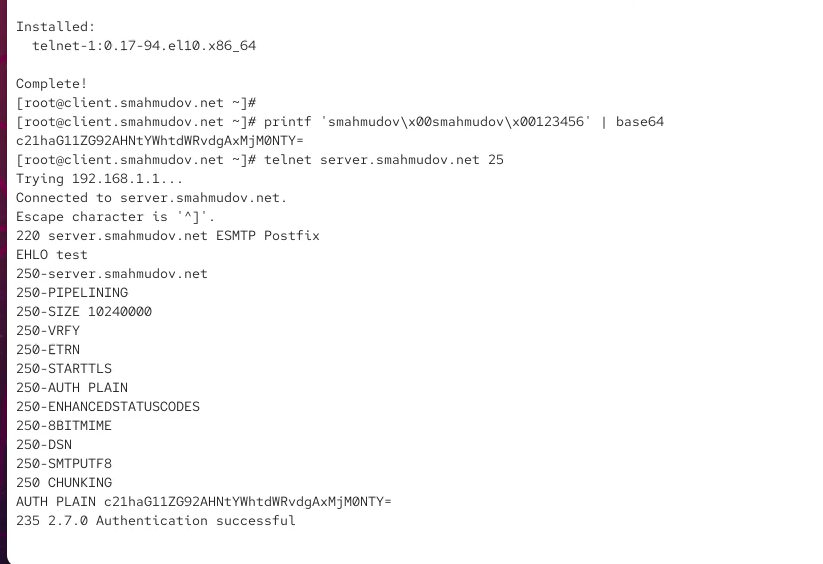 Installed:
  telnet-1:0.17-94.el10.x86_64
Complete!
[root@client.smahmudov.net ~]#
[root@client.smahmudov.net ~]# printf 'smahmudov\x00smahmudov\x00123456' | base64
c21haG11ZG92AHNtYWhtdWRvdgAxMjM0NTY=
[root@client.smahmudov.net ~]# telnet server.smahmudov.net 25
Trying 192.168.1.1...
Connected to server.smahmudov.net.
Escape character is '^]'.
220 server.smahmudov.net ESMTP Postfix
EHLO test
250-server.smahmudov.net
250-PIPELINING
250-SIZE 10240000
250-VRFY
250-ETRN
250-STARTTLS
250-AUTH PLAIN
250-ENHANCEDSTATUSCODES
250-8BITMIME
250-DSN
250-SMTPUTF8
250 CHUNKING
AUTH PLAIN c21haG11ZG92AHNtYWhtdWRvdgAxMjM0NTY=
235 2.7.0 Authentication successful